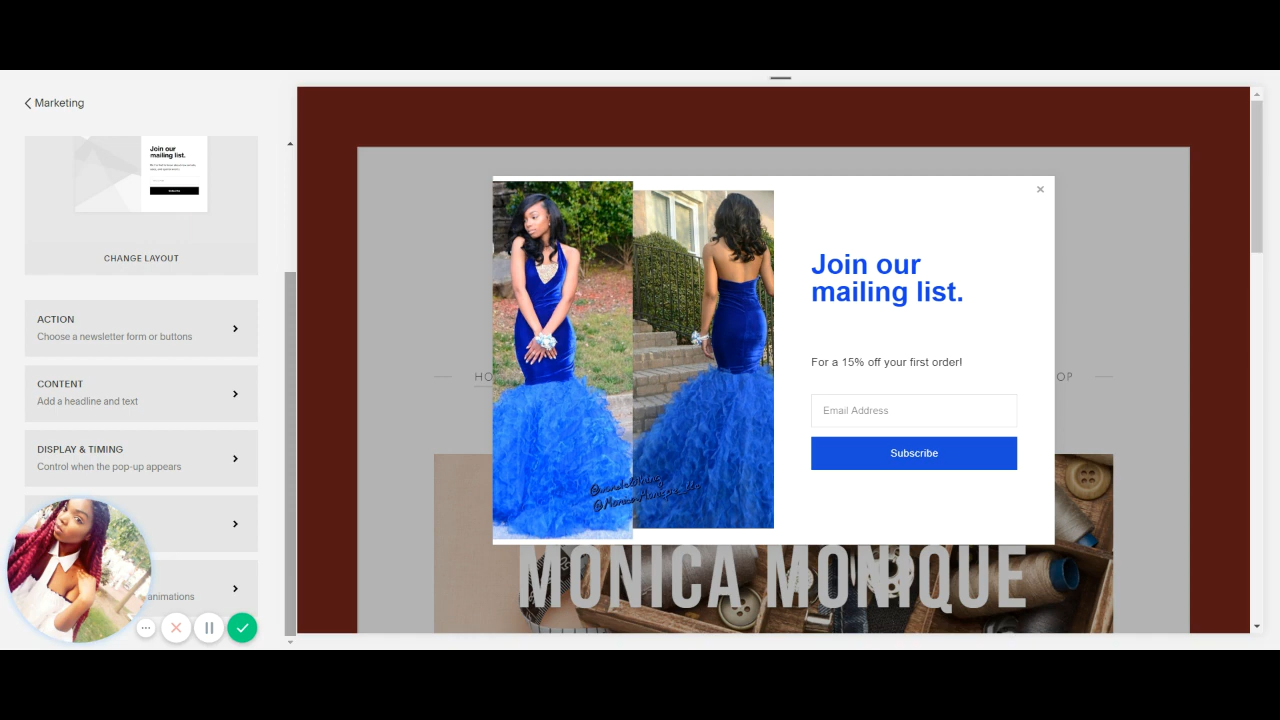 Marketing
Join our
mailing list.
CHANGE LAYOUT
ACTION
Choose a newsletter form or buttons
CONTENT
Add a headline and text
DISPLAY & TIMING
Control when the pop-up appears
animations
HO
OP
Join our
mailing list.
For a 15% off your first order!
Email Address
Subscribe
MONICA MONIQUE